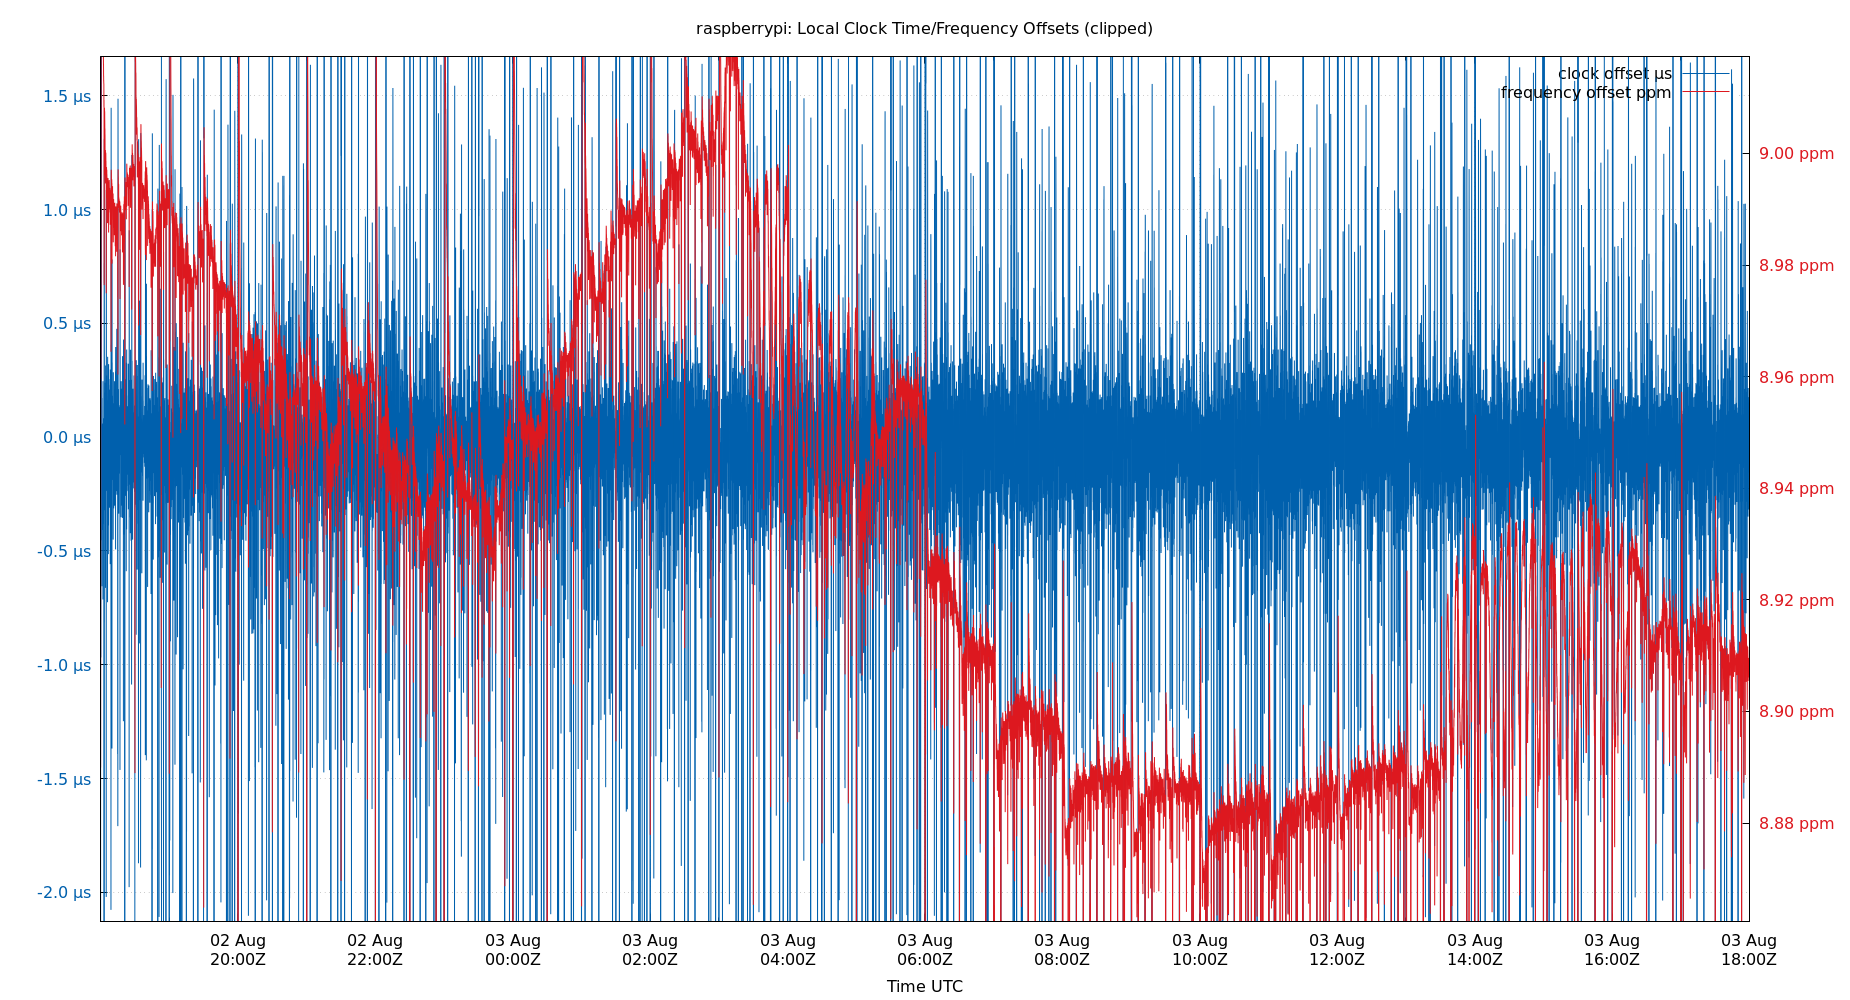 raspberrypi: Local Clock Time/Frequency Offsets (clipped)
clock offset µs
frequency offset ppm
1.5 µs
1.0 µs
0.5 µs
0.0 µs
-0.5 µs
-1.0 µs
-1.5 µs
-2.0 µs
9.00 ppm
8.98 ppm
8.96 ppm
8.94 ppm
8.92 ppm
8.90 ppm
8.88 ppm
02 Aug 02 Aug 03 Aug 03 Aug 03 Aug 03 Aug 03 Aug 03 Aug 03 Aug 03 Aug 03 Aug 03 Aug
20:00Z 22:00Z 00:00Z 02:00Z 04:00Z 06:00Z 08:00Z 10:00Z 12:00Z 14:00Z 16:00Z 18:00Z
Time UTC